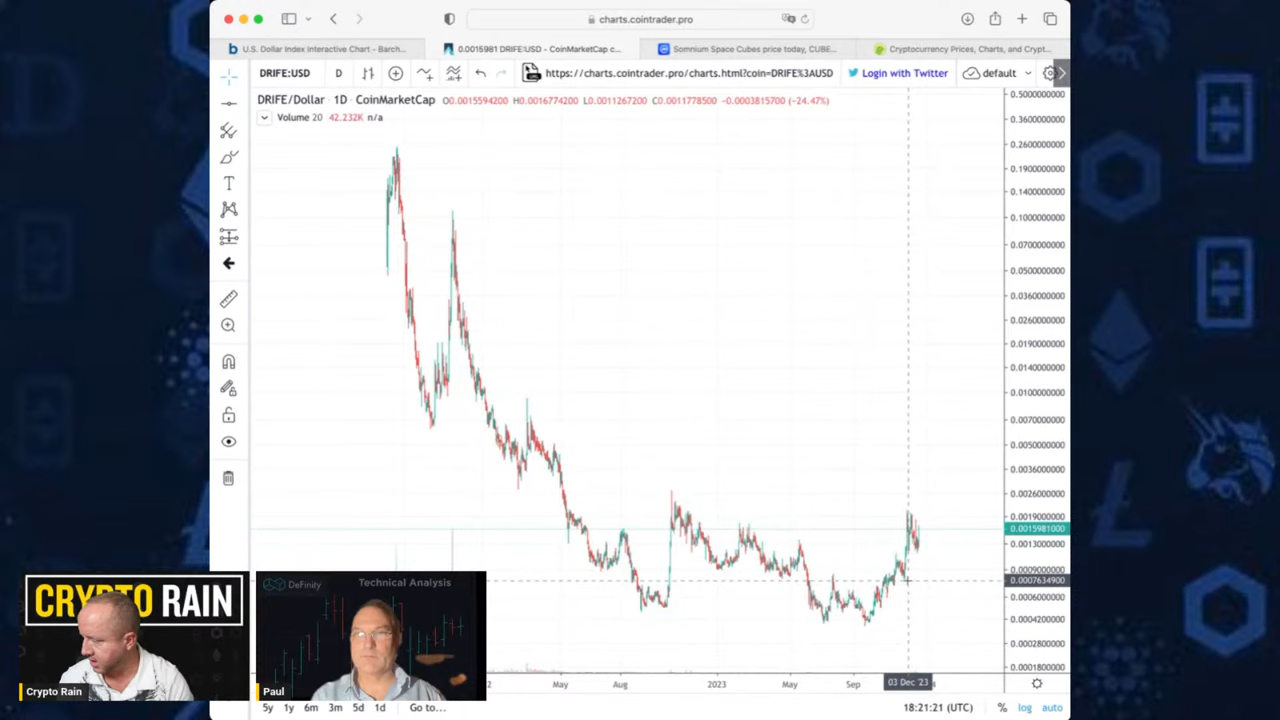 charts.cointrader.pro
U.S. Dollar Index Interactive Chart - Barch...
0.0015981 DRIFE:USD - CoinMarketCap c...
Somnium Space Cubes price today, CUBE...
Cryptocurrency Prices, Charts, and Crypt...
DRIFE:USD
D
https://charts.cointrader.pro/charts.html?coin=DRIFE%3AUSD
Login with Twitter
default
DRIFE/Dollar 1D CoinMarketCap O0.0015594200 H0.0016774200 L0.0011267200 C0.0011778500 -0.0003815700 (-24.47%)
Volume 20 42.232K n/a
0.5000000000
0.3600000000
0.2600000000
0.1900000000
0.1400000000
0.1000000000
0.0700000000
0.0500000000
0.0360000000
0.0260000000
0.0190000000
0.0140000000
0.0100000000
0.0070000000
0.0050000000
0.0036000000
0.0026000000
0.0019000000
0.0015981000
0.0013000000
0.0009000000
0.0007634900
0.0006000000
0.0004200000
0.0002800000
0.0001800000
2 May Aug 2023 May Sep 03 Dec '23
5y 1y 6m 3m 5d 1d Go to...
18:21:21 (UTC) % log auto
CRYPTO RAIN
Crypto Rain
DeFinity Technical Analysis
Paul